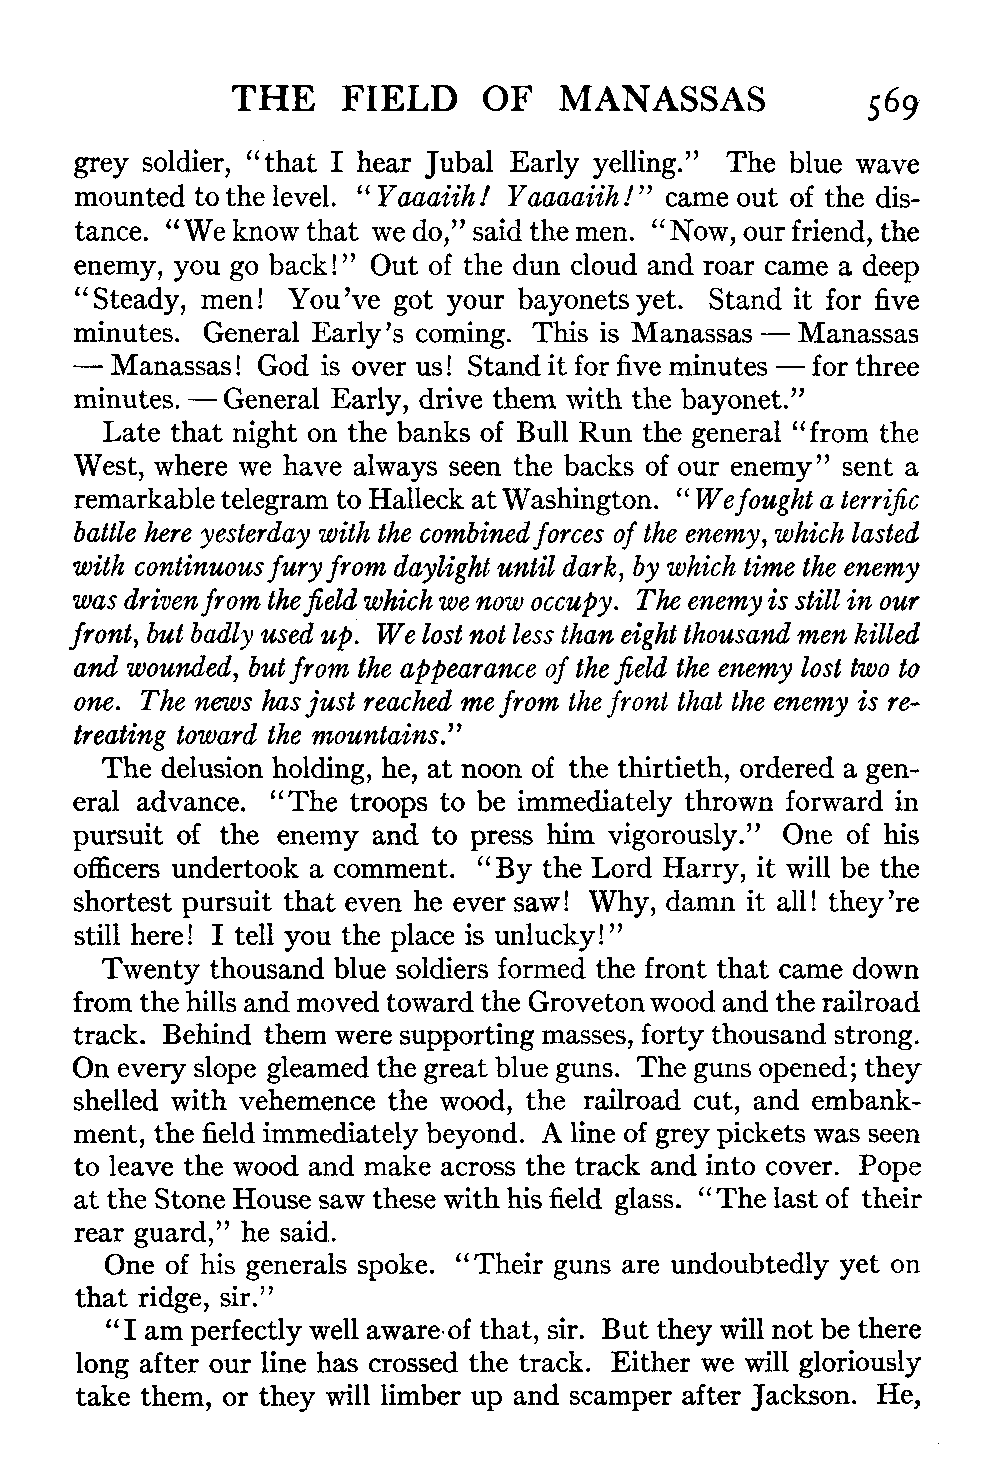 THE FIELD OF MANASSAS 569
grey soldier, "that I hear Jubal Early yelling." The blue wave
mounted to the level. "Yaaaiih! Yaaaaiih!" came out of the dis-
tance. "We know that we do," said the men. "Now, our friend, the
enemy, you go back!" Out of the dun cloud and roar came a deep
"Steady, men! You've got your bayonets yet. Stand it for five
minutes. General Early's coming. This is Manassas — Manassas
— Manassas! God is over us! Stand it for five minutes — for three
minutes. — General Early, drive them with the bayonet."
Late that night on the banks of Bull Run the general "from the
West, where we have always seen the backs of our enemy" sent a
remarkable telegram to Halleck at Washington. "We fought a terrific
battle here yesterday with the combined forces of the enemy, which lasted
with continuous fury from daylight until dark, by which time the enemy
was driven from the field which we now occupy. The enemy is still in our
front, but badly used up. We lost not less than eight thousand men killed
and wounded, but from the appearance of the field the enemy lost two to
one. The news has just reached me from the front that the enemy is re-
treating toward the mountains."
The delusion holding, he, at noon of the thirtieth, ordered a gen-
eral advance. "The troops to be immediately thrown forward in
pursuit of the enemy and to press him vigorously." One of his
officers undertook a comment. "By the Lord Harry, it will be the
shortest pursuit that even he ever saw! Why, damn it all! they're
still here! I tell you the place is unlucky!"
Twenty thousand blue soldiers formed the front that came down
from the hills and moved toward the Groveton wood and the railroad
track. Behind them were supporting masses, forty thousand strong.
On every slope gleamed the great blue guns. The guns opened; they
shelled with vehemence the wood, the railroad cut, and embank-
ment, the field immediately beyond. A line of grey pickets was seen
to leave the wood and make across the track and into cover. Pope
at the Stone House saw these with his field glass. "The last of their
rear guard," he said.
One of his generals spoke. "Their guns are undoubtedly yet on
that ridge, sir."
"I am perfectly well aware of that, sir. But they will not be there
long after our line has crossed the track. Either we will gloriously
take them, or they will limber up and scamper after Jackson. He,